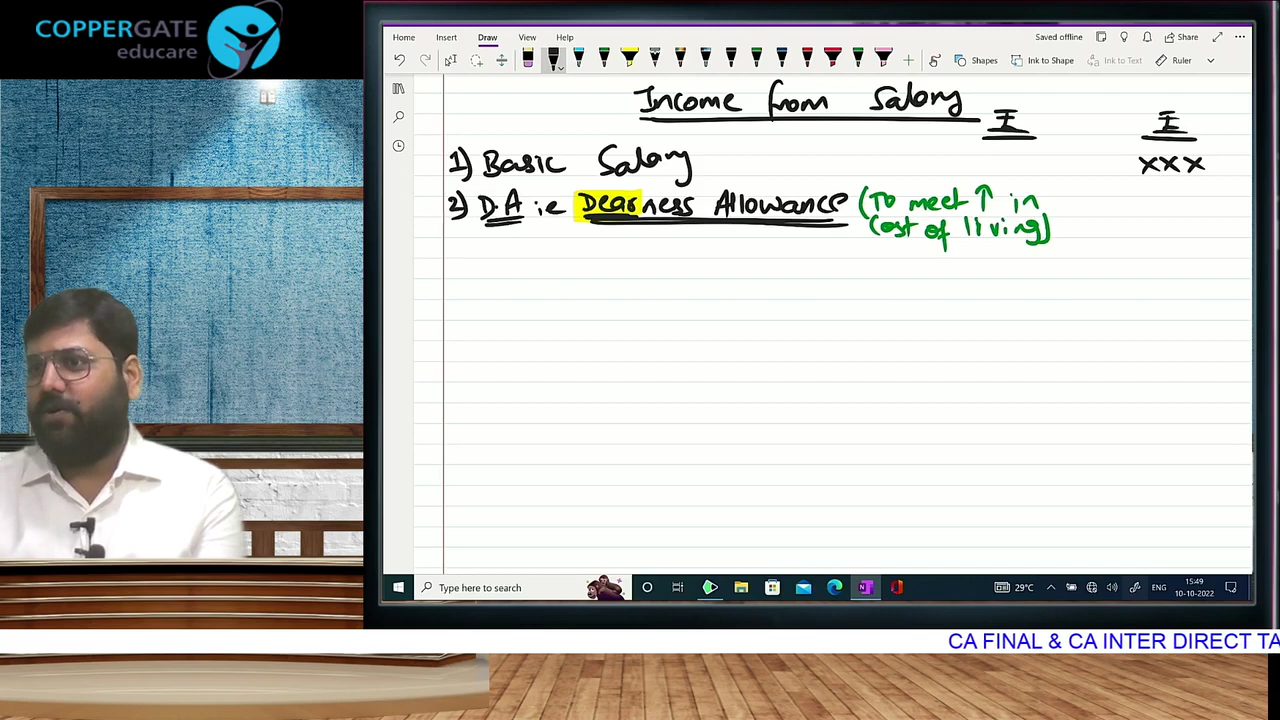 COPPERGATE
educare
Home Insert Draw View Help
Saved offline
Share
Shapes
Ink to Shape
Ink to Text
Ruler
Income from Salary
₹ ₹
1) Basic Salary xxx
2) D.A ie Dearness Allowance (To meet ↑ in
Cost of living)
Type here to search
29°C
ENG
15:49
10-10-2022
CA FINAL & CA INTER DIRECT TA